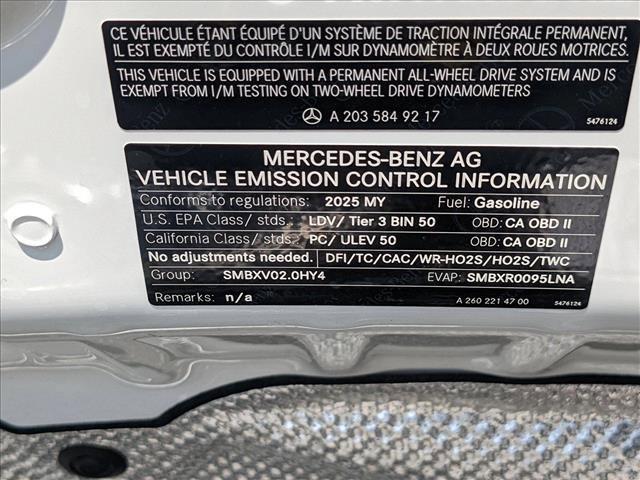 CE VÉHICULE ÉTANT ÉQUIPÉ D'UN SYSTÈME DE TRACTION INTÉGRALE PERMANENT,
IL EST EXEMPTÉ DU CONTRÔLE I/M SUR DYNAMOMÈTRE À DEUX ROUES MOTRICES.
THIS VEHICLE IS EQUIPPED WITH A PERMANENT ALL-WHEEL DRIVE SYSTEM AND IS
EXEMPT FROM I/M TESTING ON TWO-WHEEL DRIVE DYNAMOMETERS
A 203 584 92 17
5476124
MERCEDES-BENZ AG
VEHICLE EMISSION CONTROL INFORMATION
Conforms to regulations: 2025 MY Fuel: Gasoline
U.S. EPA Class/ stds.: LDV/ Tier 3 BIN 50 OBD: CA OBD II
California Class/ stds.: PC/ ULEV 50 OBD: CA OBD II
No adjustments needed. DFI/TC/CAC/WR-HO2S/HO2S/TWC
Group: SMBXV02.0HY4 EVAP: SMBXR0095LNA
Remarks: n/a A 260 221 47 00 5476124